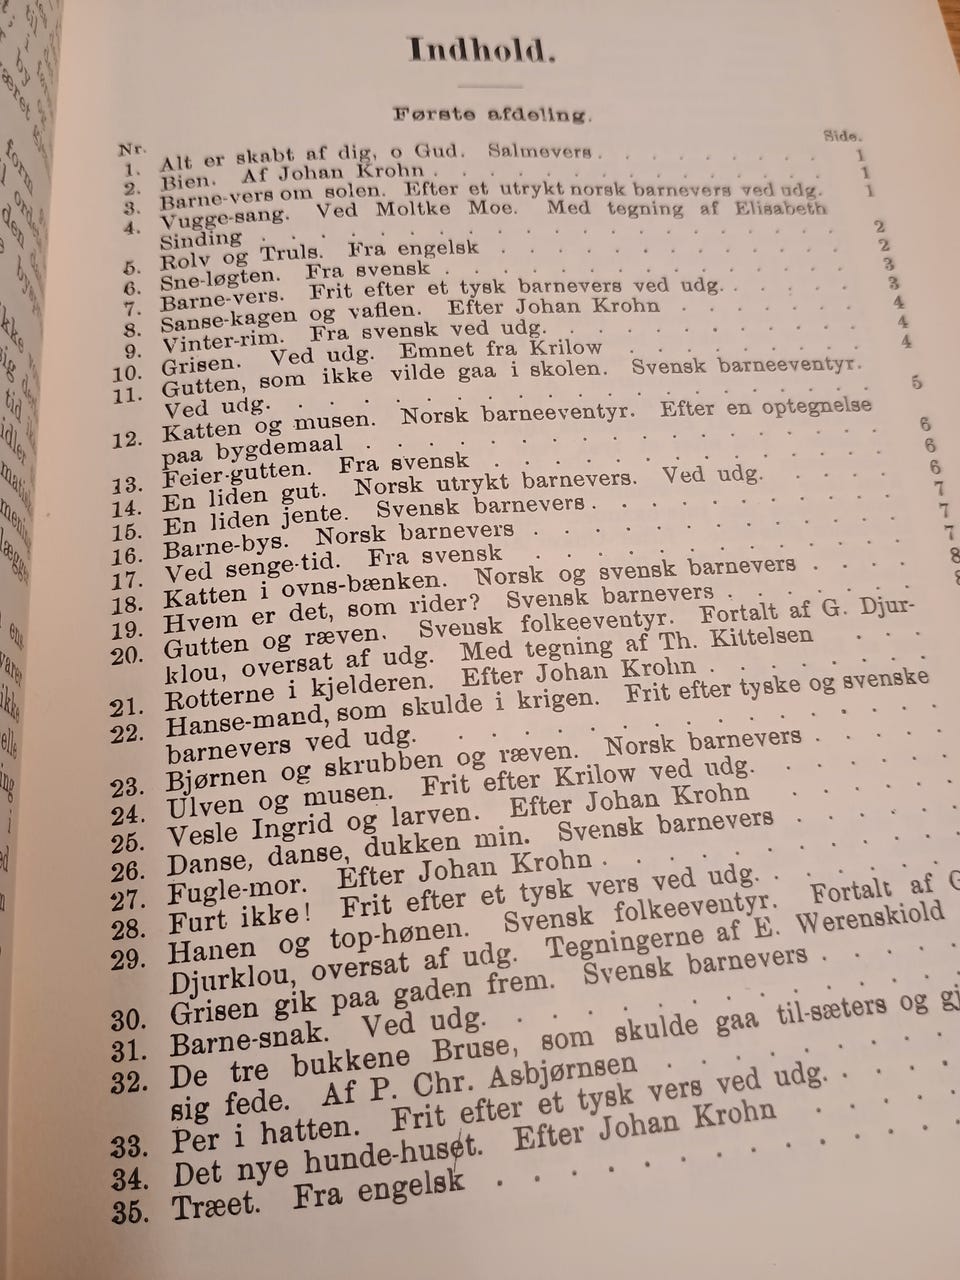 Indhold.
Første afdeling.
Nr. Side.
1. Alt er skabt af dig, o Gud. Salmevers . . . . . . . . . 1
2. Bien. Af Johan Krohn . . . . . . . . . . . . 1
3. Barne-vers om solen. Efter et utrykt norsk barnevers ved udg. 1
4. Vugge-sang. Ved Moltke Moe. Med tegning af Elisabeth
Sinding . . . . . . . . . . . . . . . . 2
5. Rolv og Truls. Fra engelsk . . . . . . . . . . 2
6. Sne-løgten. Fra svensk . . . . . . . . . . . . 3
7. Barne-vers. Frit efter et tysk barnevers ved udg. . . . . . 3
8. Sanse-kagen og vaflen. Efter Johan Krohn . . . . . . 4
9. Vinter-rim. Fra svensk ved udg. . . . . . . . . . 4
10. Grisen. Ved udg. Emnet fra Krilow . . . . . . . 4
11. Gutten, som ikke vilde gaa i skolen. Svensk barneeventyr.
Ved udg. . . . . . . . . . . . . . . . 5
12. Katten og musen. Norsk barneeventyr. Efter en optegnelse
paa bygdemaal . . . . . . . . . . . . . . 6
13. Feier-gutten. Fra svensk . . . . . . . . . . . 6
14. En liden gut. Norsk utrykt barnevers. Ved udg. . . . . 6
15. En liden jente. Svensk barnevers . . . . . . . . . 7
16. Barne-bys. Norsk barnevers . . . . . . . . . . 7
17. Ved senge-tid. Fra svensk . . . . . . . . . . . 7
18. Katten i ovns-bænken. Norsk og svensk barnevers . . . . 8
19. Hvem er det, som rider? Svensk barnevers . . . . . . 8
20. Gutten og ræven. Svensk folkeeventyr. Fortalt af G. Djur-
klou, oversat af udg. Med tegning af Th. Kittelsen . . .
21. Rotterne i kjelderen. Efter Johan Krohn . . . . . . .
22. Hanse-mand, som skulde i krigen. Frit efter tyske og svenske
barnevers ved udg. . . . . . . . . . . . . .
23. Bjørnen og skrubben og ræven. Norsk barnevers . . . . .
24. Ulven og musen. Frit efter Krilow ved udg. . . . . . .
25. Vesle Ingrid og larven. Efter Johan Krohn . . . . . .
26. Danse, danse, dukken min. Svensk barnevers . . . . . .
27. Fugle-mor. Efter Johan Krohn . . . . . . . . . .
28. Furt ikke! Frit efter et tysk vers ved udg. . . . . . .
29. Hanen og top-hønen. Svensk folkeeventyr. Fortalt af G
Djurklou, oversat af udg. Tegningerne af E. Werenskiold
30. Grisen gik paa gaden frem. Svensk barnevers . . . . .
31. Barne-snak. Ved udg. . . . . . . . . . . . .
32. De tre bukkene Bruse, som skulde gaa til-sæters og gj
sig fede. Af P. Chr. Asbjørnsen . . . . . . . .
33. Per i hatten. Frit efter et tysk vers ved udg. . . . . .
34. Det nye hunde-huset. Efter Johan Krohn . . . . . .
35. Træet. Fra engelsk . . . . . . . . . . . .